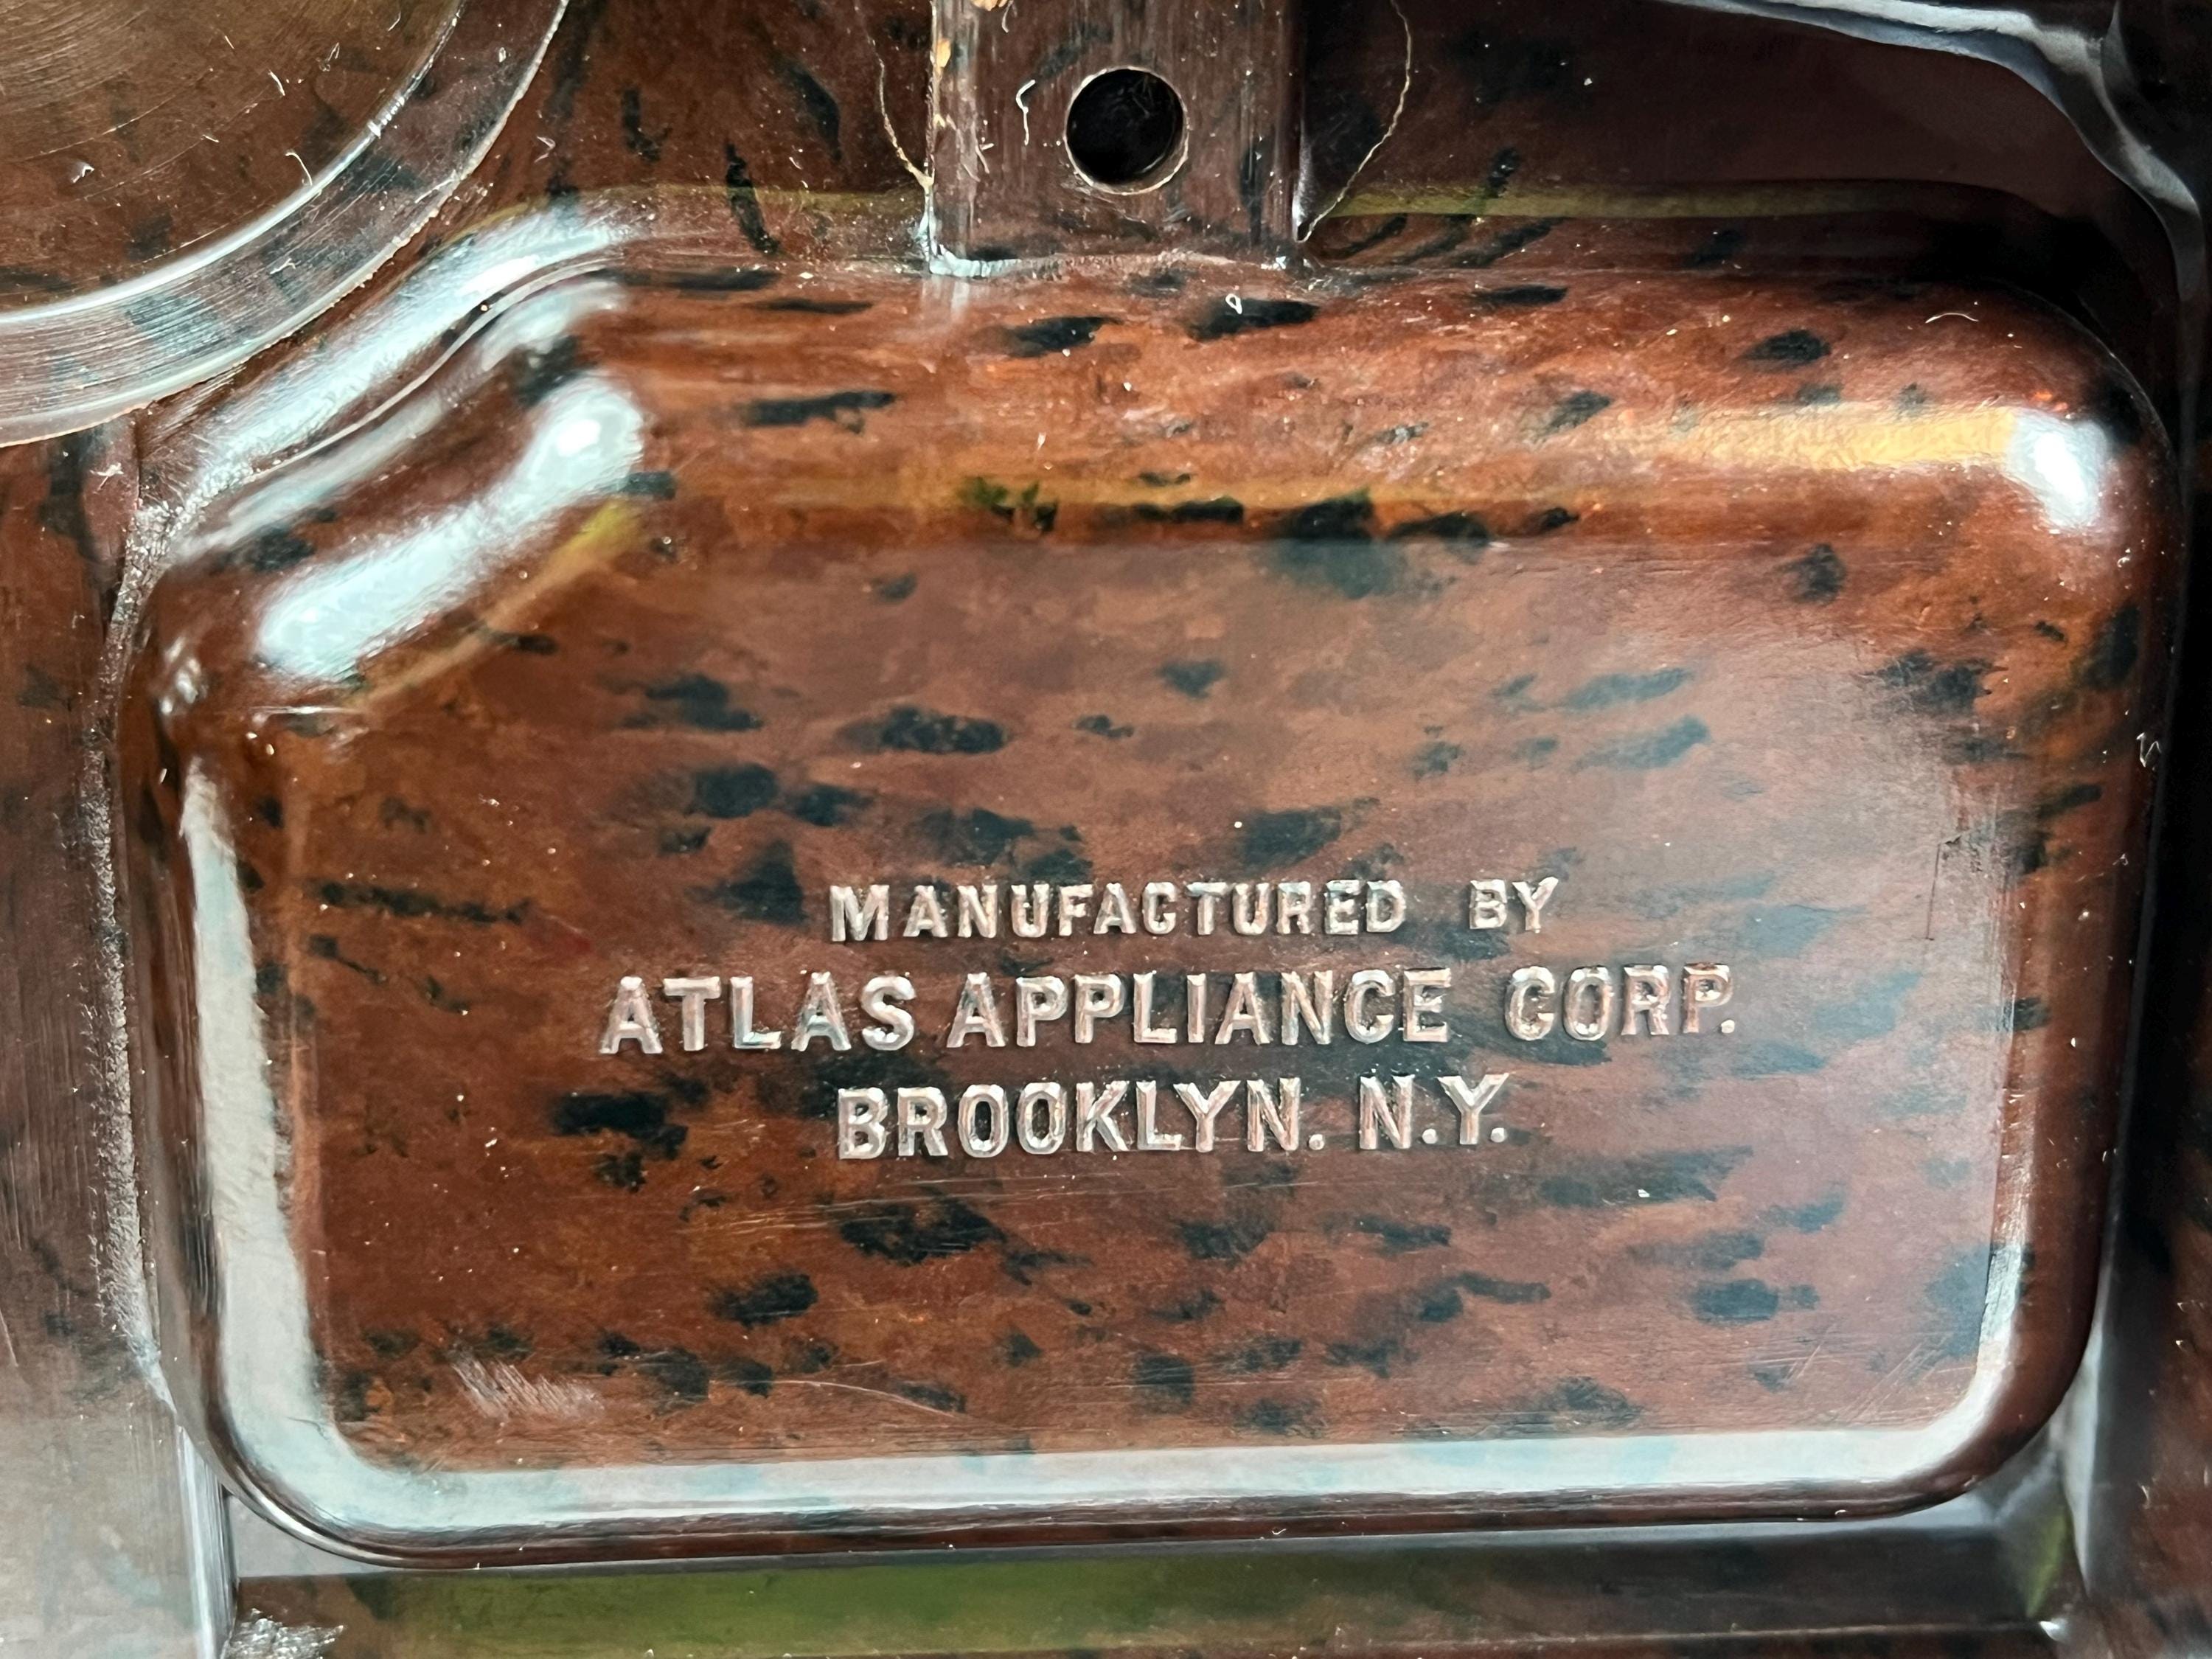 MANUFACTURED BY
ATLAS APPLIANCE CORP.
BROOKLYN. N.Y.